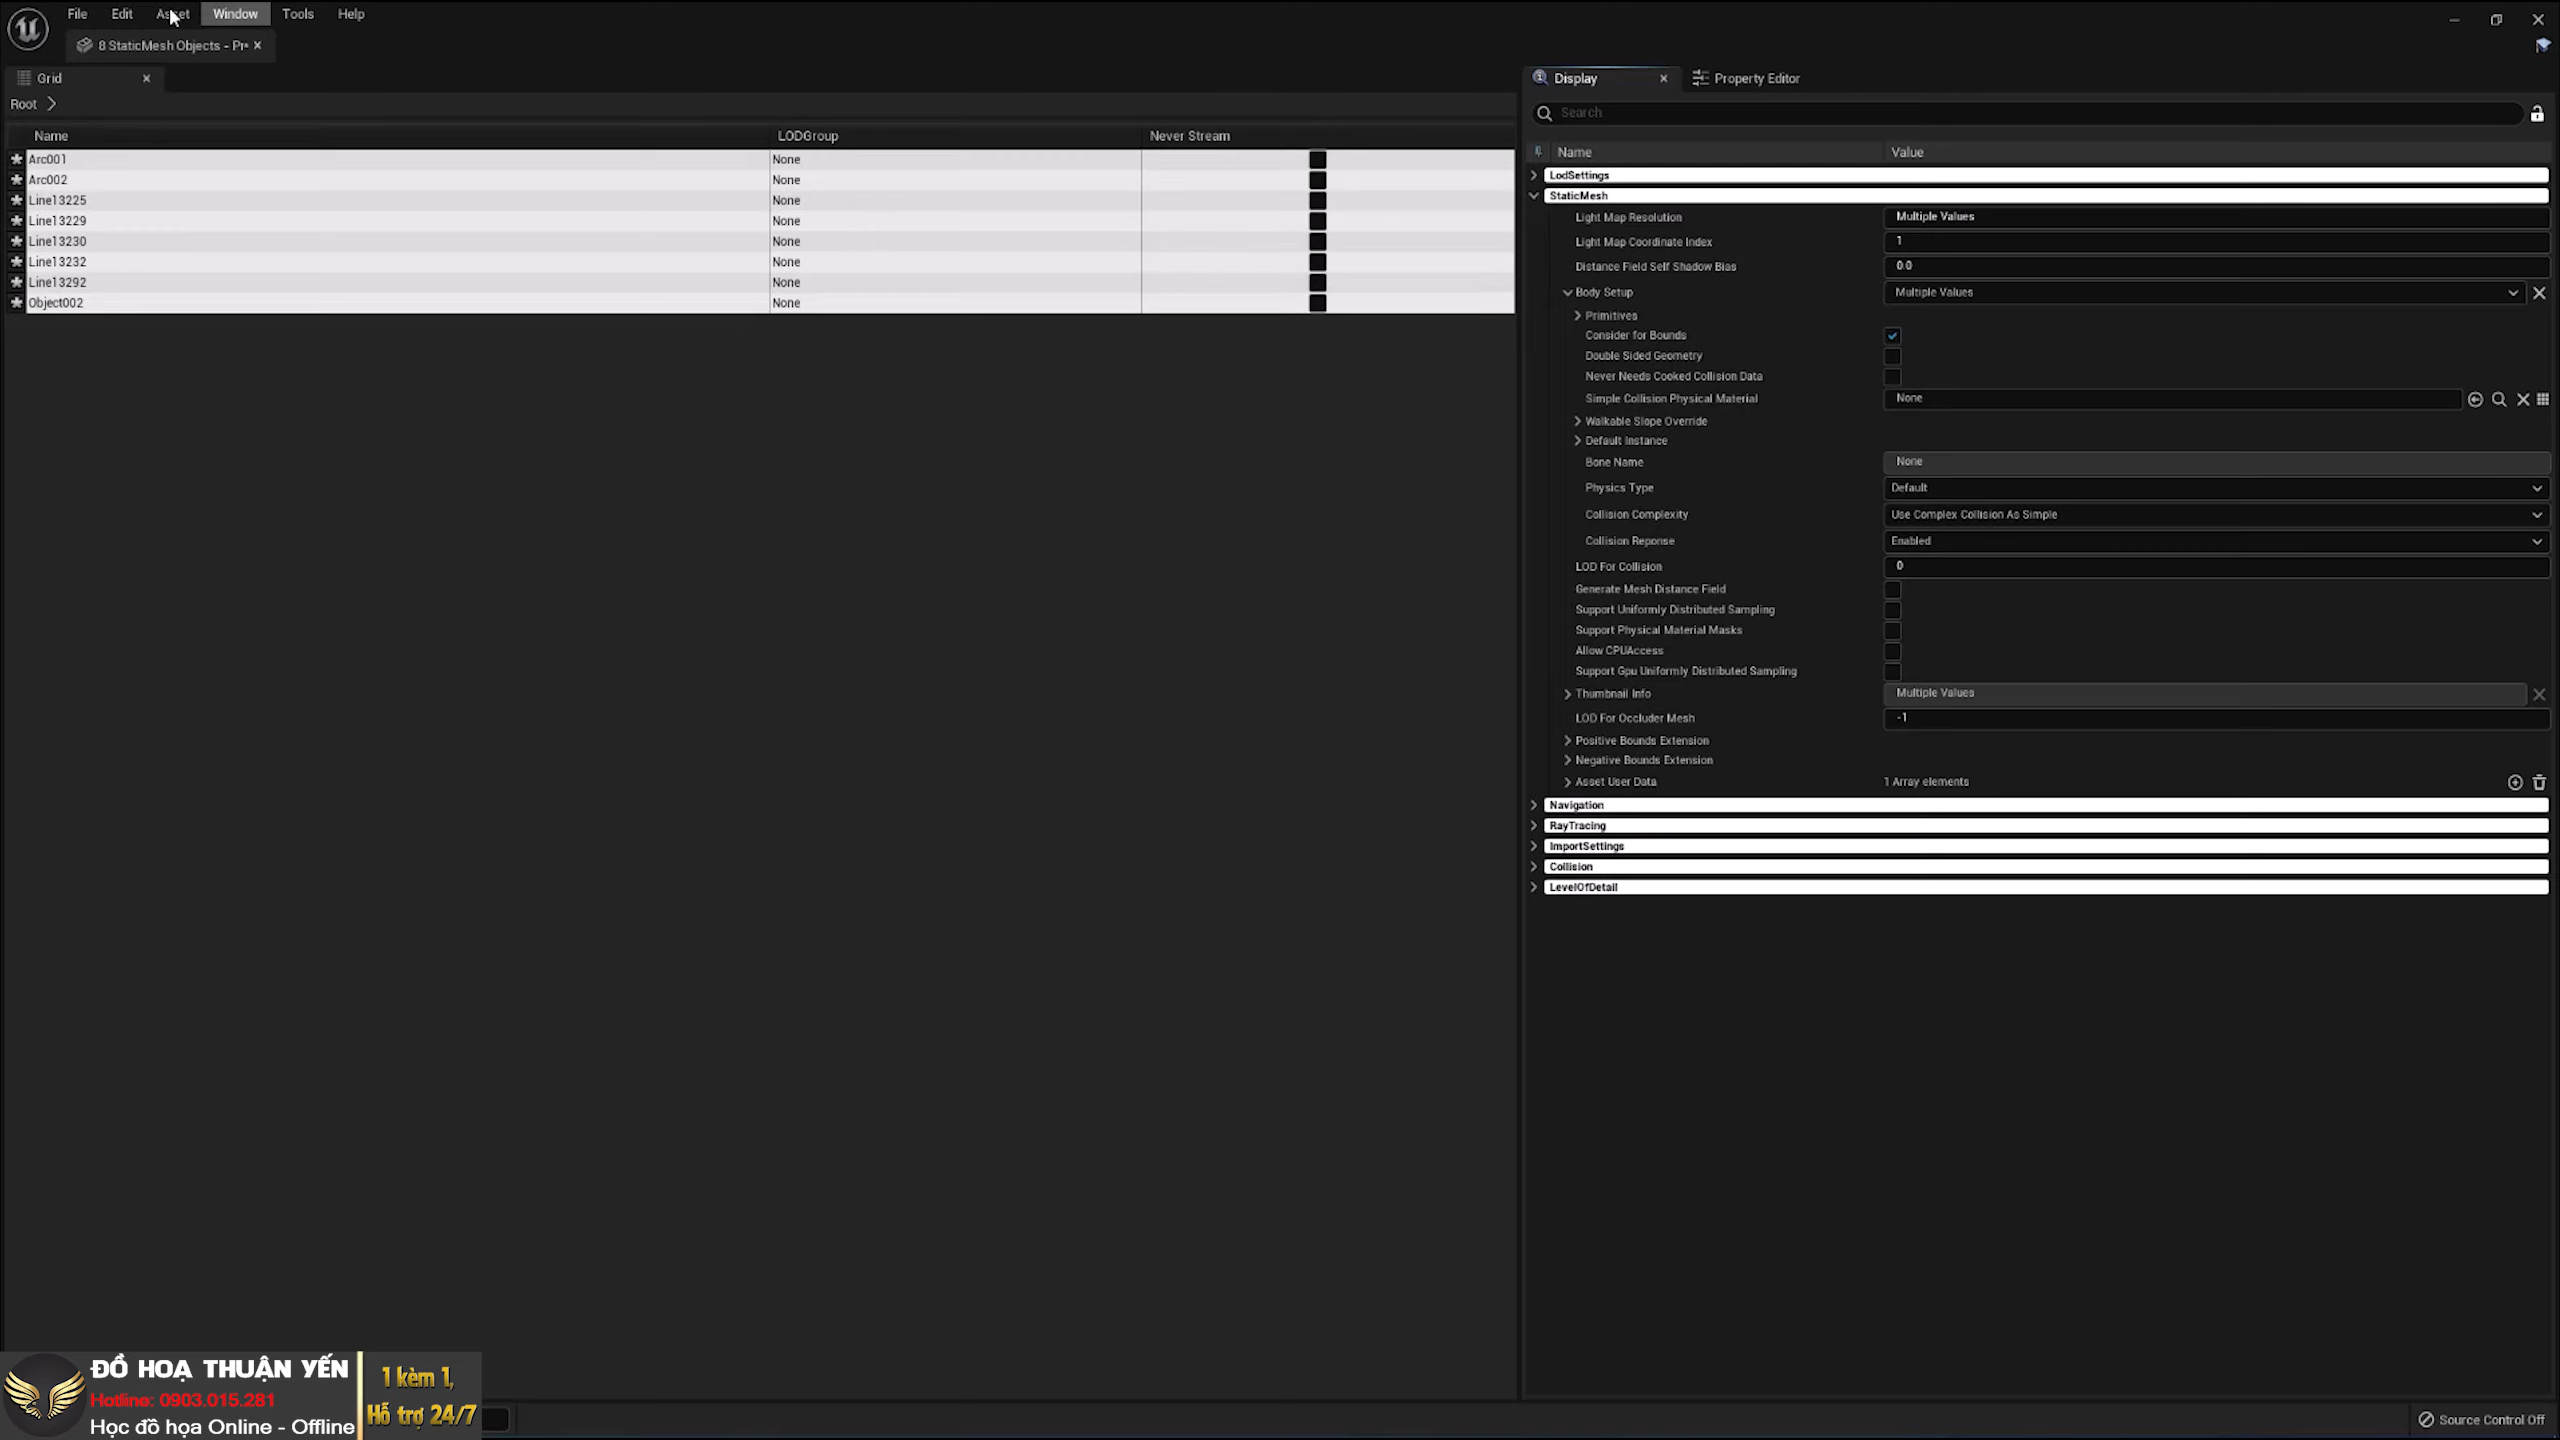 File Edit Asset Window Tools Help
8 StaticMesh Objects - Pr
Grid
Root
Name LODGroup Never Stream
Arc001 None
Arc002 None
Line13225 None
Line13229 None
Line13230 None
Line13232 None
Line13292 None
Object002 None
Display Property Editor
Search
Name Value
LodSettings
StaticMesh
Light Map Resolution Multiple Values
Light Map Coordinate Index 1
Distance Field Self Shadow Bias 0.0
Body Setup Multiple Values
Primitives
Consider for Bounds
Double Sided Geometry
Never Needs Cooked Collision Data
Simple Collision Physical Material None
Walkable Slope Override
Default Instance
Bone Name None
Physics Type Default
Collision Complexity Use Complex Collision As Simple
Collision Reponse Enabled
LOD For Collision 0
Generate Mesh Distance Field
Support Uniformly Distributed Sampling
Support Physical Material Masks
Allow CPUAccess
Support Gpu Uniformly Distributed Sampling
Thumbnail Info Multiple Values
LOD For Occluder Mesh -1
Positive Bounds Extension
Negative Bounds Extension
Asset User Data 1 Array elements
Navigation
RayTracing
ImportSettings
Collision
LevelOfDetail
ĐỒ HOẠ THUẬN YẾN
Hotline: 0903.015.281
Học đồ họa Online - Offline
1 kèm 1,
Hỗ trợ 24/7
Source Control Off